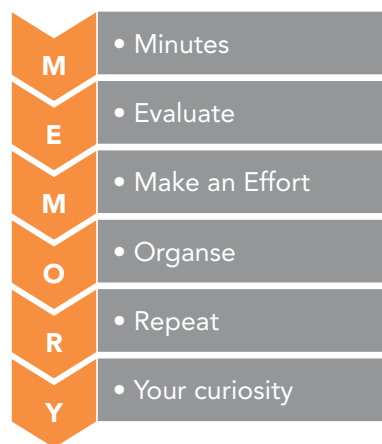 M • Minutes
E • Evaluate
M • Make an Effort
O • Organse
R • Repeat
Y • Your curiosity